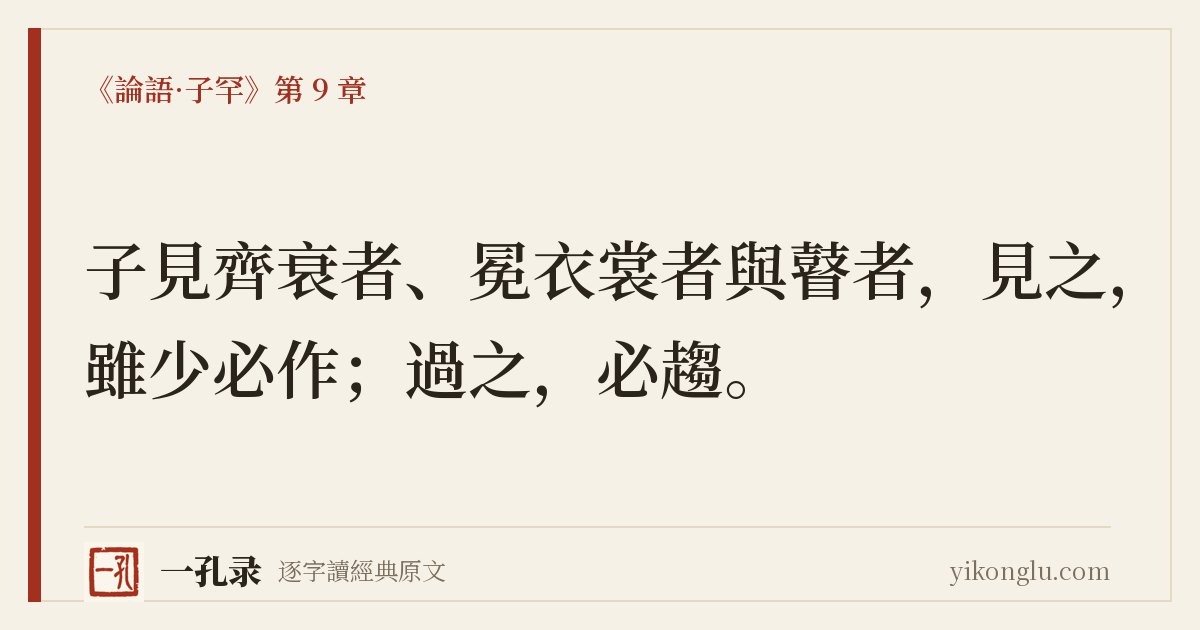 《論語·子罕》第 9 章
子見齊衰者、冕衣裳者與瞽者，見之，
雖少必作；過之，必趨。
一孔
一孔录 逐字讀經典原文 yikonglu.com